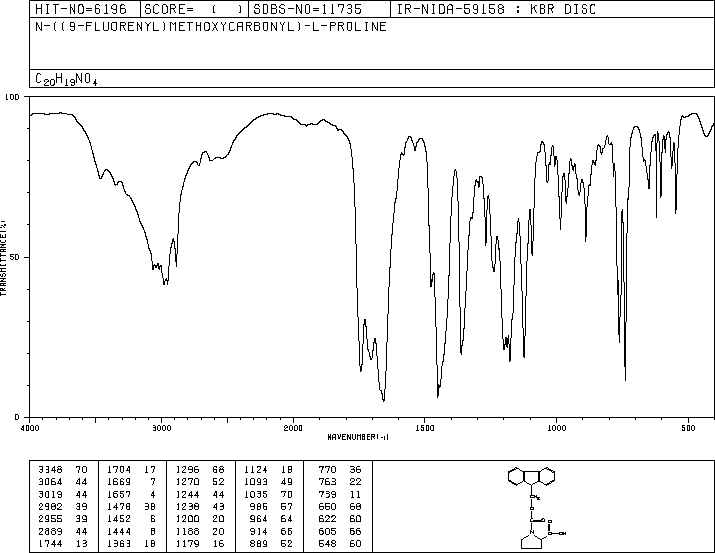 HIT-NO=6196 SCORE= ( ) SDBS-NO=11735 IR-NIDA-59158 : KBR DISC
N-((9-FLUORENYL)METHOXYCARBONYL)-L-PROLINE
C20H19NO4
100
TRANSMITTANCE(%)
50
0
4000 3000 2000 1500 1000 500
WAVENUMBER(-1)
3348 70 1704 17 1296 68 1124 18 770 36
3064 44 1669 7 1270 52 1093 49 763 22
3019 44 1657 4 1244 44 1035 70 739 11
2982 39 1478 38 1238 43 986 57 660 68
2955 39 1452 6 1200 20 964 64 622 60
2889 44 1444 8 1188 20 914 66 605 66
1744 13 1363 18 1179 16 889 52 548 60
CH2
O
C O O
N C OH